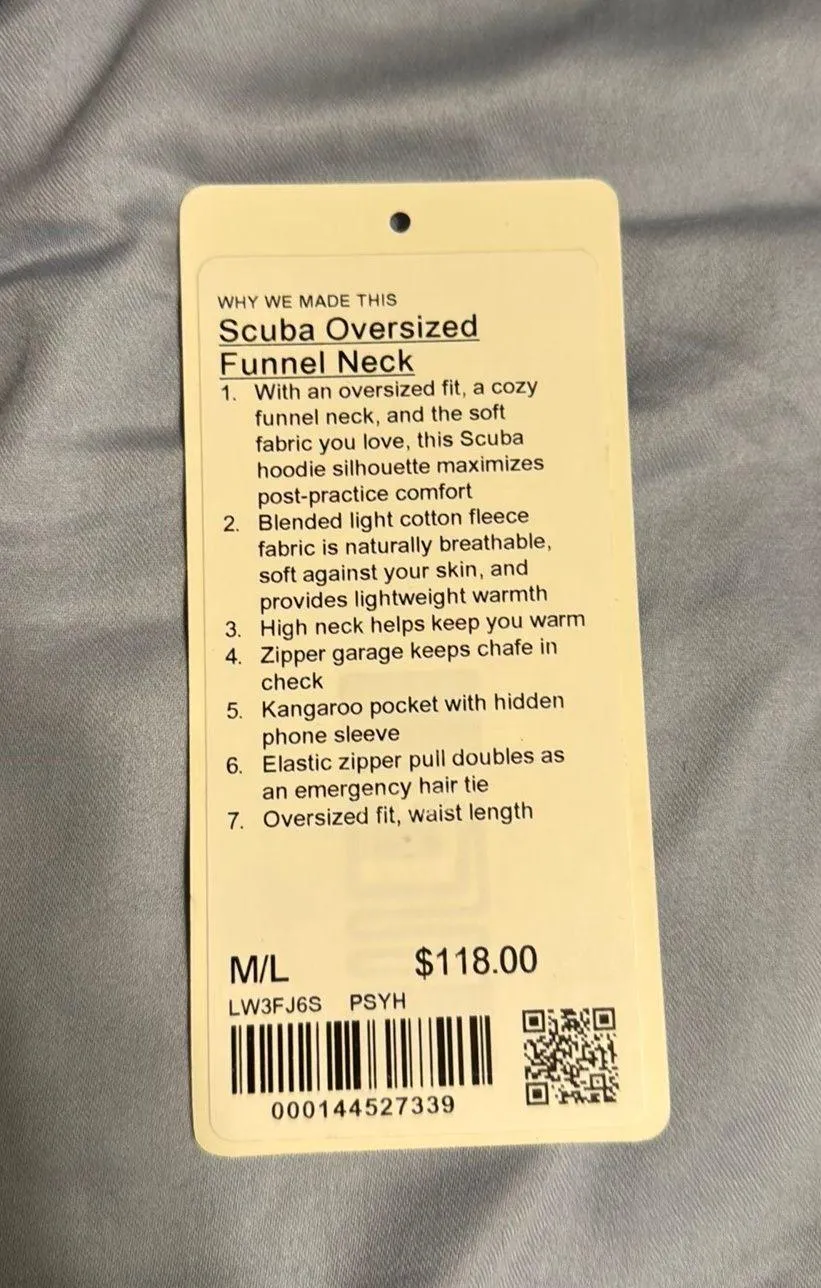 WHY WE MADE THIS
Scuba Oversized
Funnel Neck
1. With an oversized fit, a cozy
funnel neck, and the soft
fabric you love, this Scuba
hoodie silhouette maximizes
post-practice comfort
2. Blended light cotton fleece
fabric is naturally breathable,
soft against your skin, and
provides lightweight warmth
3. High neck helps keep you warm
4. Zipper garage keeps chafe in
check
5. Kangaroo pocket with hidden
phone sleeve
6. Elastic zipper pull doubles as
an emergency hair tie
7. Oversized fit, waist length
M/L $118.00
LW3FJ6S PSYH
000144527339